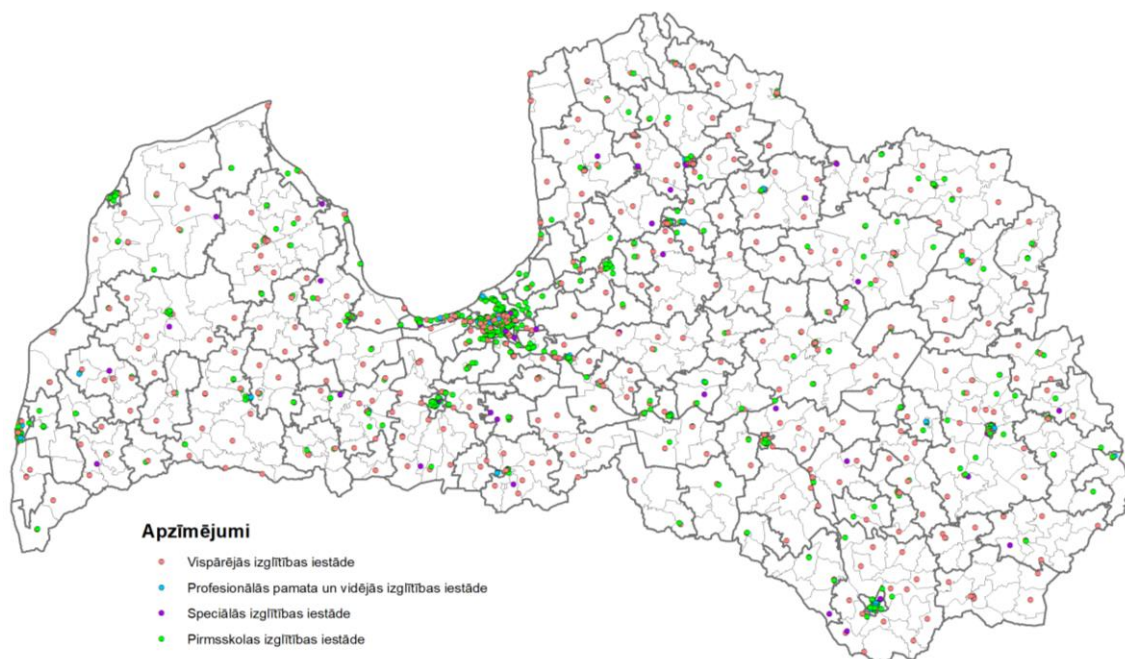 Apzīmējumi
Vispārējās izglītības iestāde
Profesionālās pamata un vidējās izglītības iestāde
Speciālās izglītības iestāde
Pirmsskolas izglītības iestāde